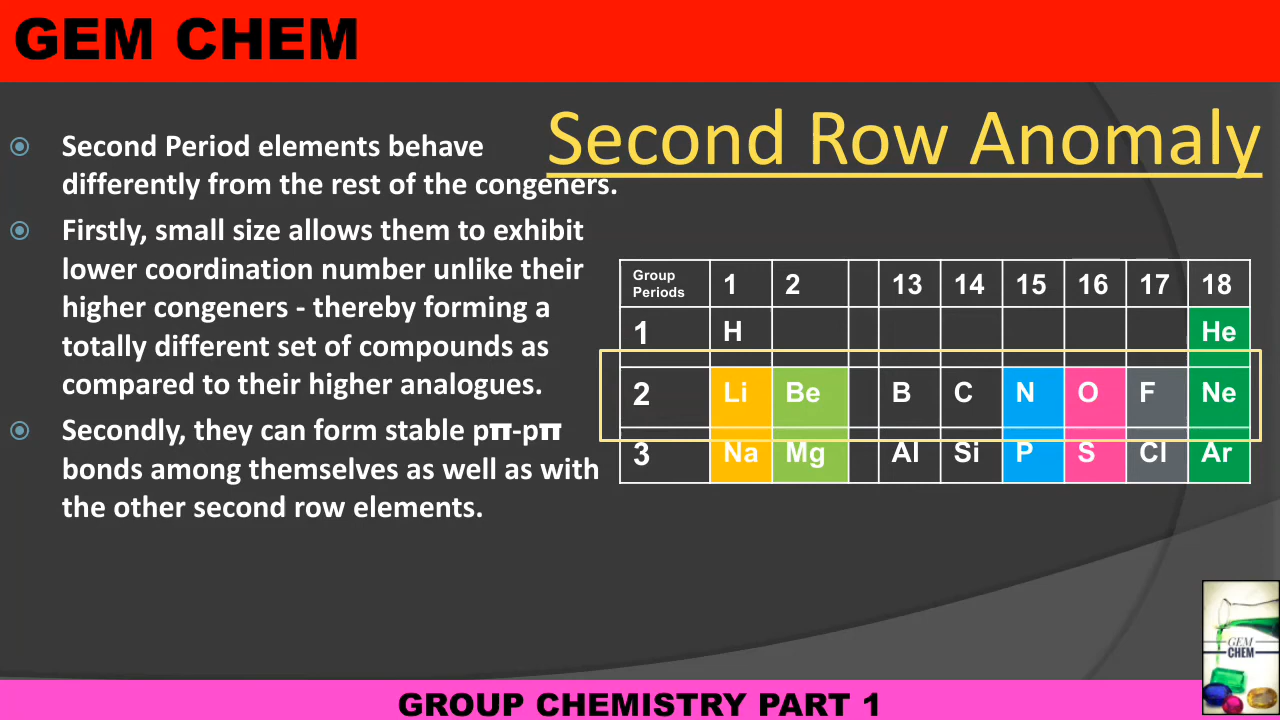 GEM CHEM
Second Row Anomaly
Second Period elements behave
differently from the rest of the congeners.
Firstly, small size allows them to exhibit
lower coordination number unlike their
higher congeners - thereby forming a
totally different set of compounds as
compared to their higher analogues.
Secondly, they can form stable pπ-pπ
bonds among themselves as well as with
the other second row elements.
Group
Periods 1 2 13 14 15 16 17 18
1 H He
2 Li Be B C N O F Ne
3 Na Mg Al Si P S Cl Ar
GEM
CHEM
GROUP CHEMISTRY PART 1